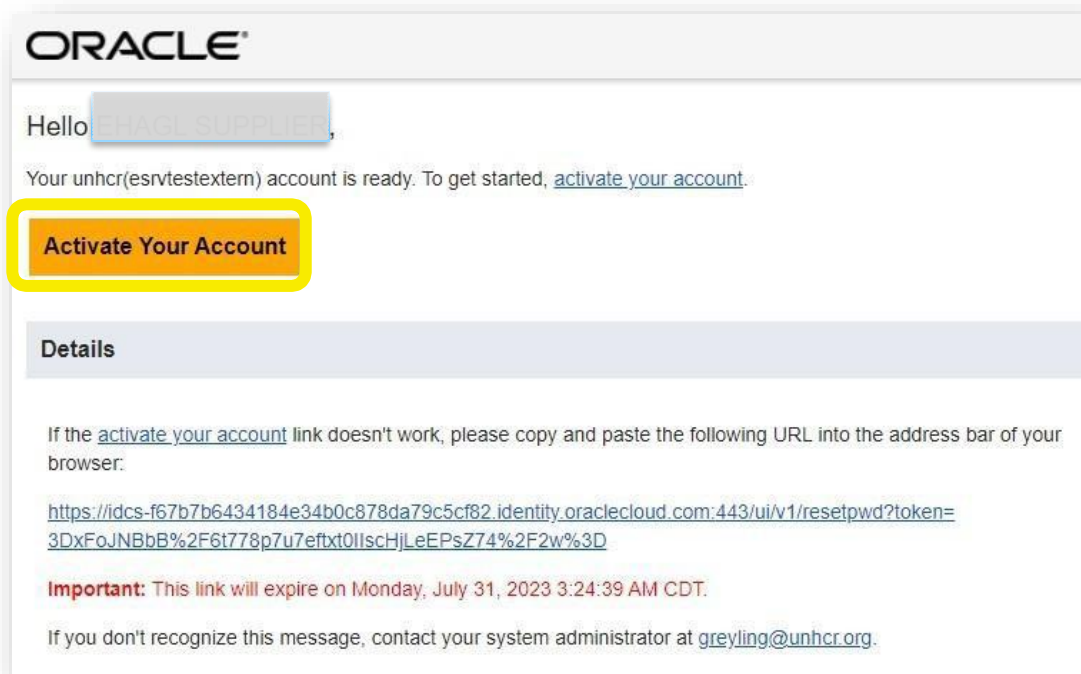 ORACLE
Hello EHAGL SUPPLIER,
Your unhcr(esrvtestextern) account is ready. To get started, activate your account.
Activate Your Account
Details
If the activate your account link doesn't work, please copy and paste the following URL into the address bar of your
browser:
https://idcs-f67b7b6434184e34b0c878da79c5cf82.identity.oraclecloud.com:443/ui/v1/resetpwd?token=
3DxFoJNBbB%2F6t778p7u7eftxt0IIscHjLeEPsZ74%2F2w%3D
Important: This link will expire on Monday, July 31, 2023 3:24:39 AM CDT.
If you don't recognize this message, contact your system administrator at greyling@unhcr.org.